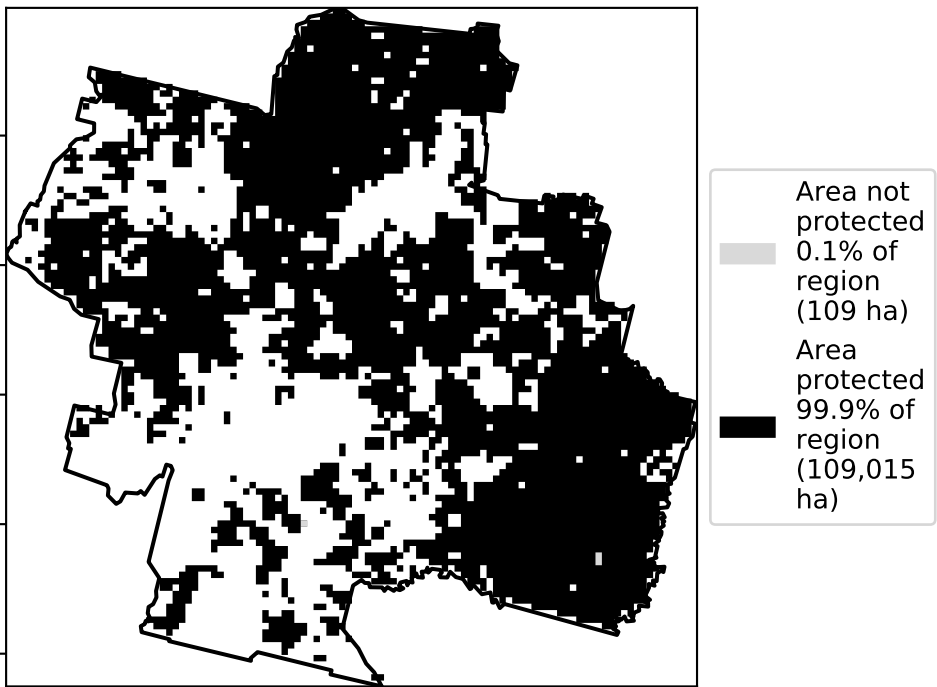 Area not
protected
0.1% of
region
(109 ha)
Area
protected
99.9% of
region
(109,015
ha)